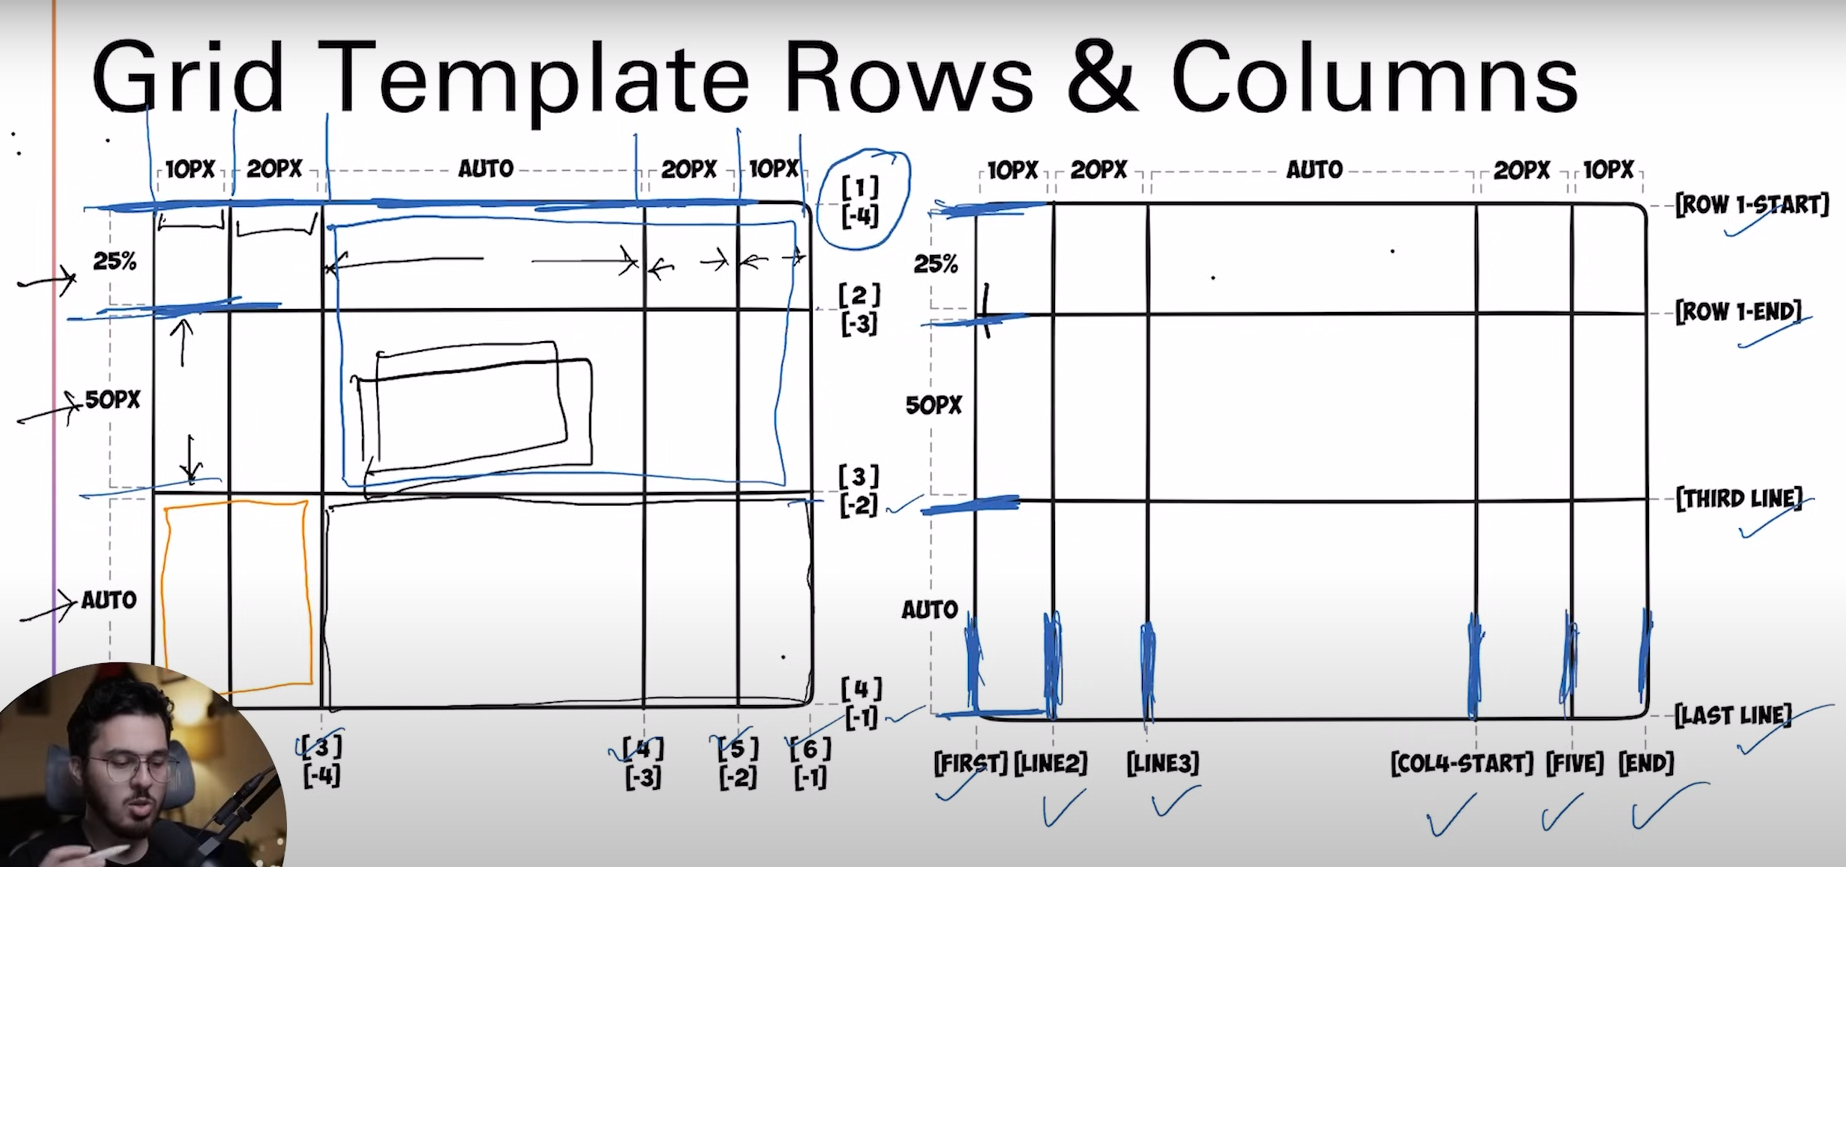 Grid Template Rows & Columns
10PX 20PX AUTO 20PX 10PX
[1]
[-4]
25%
[2]
[-3]
50PX
[3]
[-2]
AUTO
[4]
[-1]
[3] [4] [5] [6]
[-4] [-3] [-2] [-1]
10PX 20PX AUTO 20PX 10PX
[ROW 1-START]
25%
[ROW 1-END]
50PX
[THIRD LINE]
AUTO
[LAST LINE]
[FIRST] [LINE2] [LINE3] [COL4-START] [FIVE] [END]